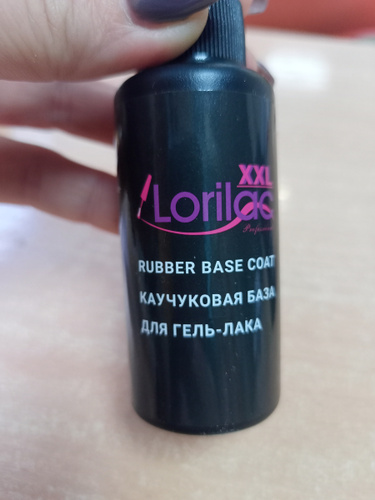 XXL
Lorilac
Professional
RUBBER BASE COAT
КАУЧУКОВАЯ БАЗА
ДЛЯ ГЕЛЬ-ЛАКА